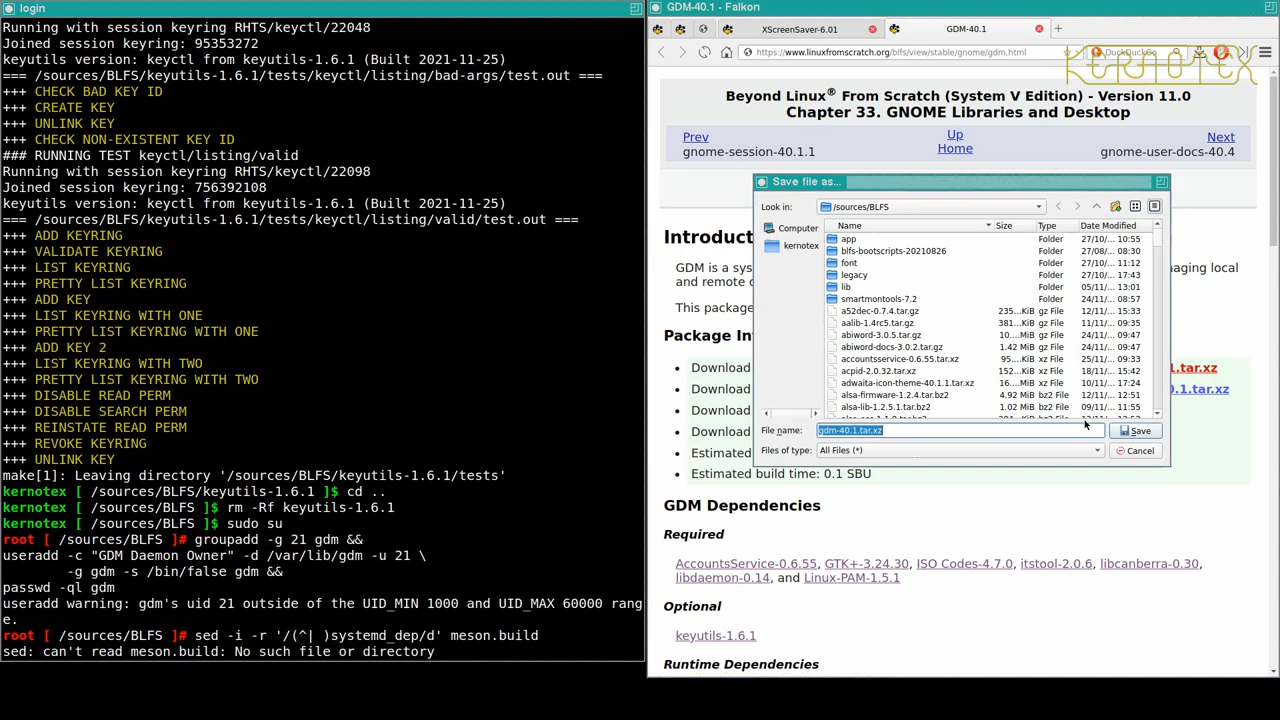 login
Running with session keyring RHTS/keyctl/22048
Joined session keyring: 95353272
keyutils version: keyctl from keyutils-1.6.1 (Built 2021-11-25)
=== /sources/BLFS/keyutils-1.6.1/tests/keyctl/listing/bad-args/test.out ===
+++ CHECK BAD KEY ID
+++ CREATE KEY
+++ UNLINK KEY
+++ CHECK NON-EXISTENT KEY ID
### RUNNING TEST keyctl/listing/valid
Running with session keyring RHTS/keyctl/22098
Joined session keyring: 756392108
keyutils version: keyctl from keyutils-1.6.1 (Built 2021-11-25)
=== /sources/BLFS/keyutils-1.6.1/tests/keyctl/listing/valid/test.out ===
+++ ADD KEYRING
+++ VALIDATE KEYRING
+++ LIST KEYRING
+++ PRETTY LIST KEYRING
+++ ADD KEY
+++ LIST KEYRING WITH ONE
+++ PRETTY LIST KEYRING WITH ONE
+++ ADD KEY 2
+++ LIST KEYRING WITH TWO
+++ PRETTY LIST KEYRING WITH TWO
+++ DISABLE READ PERM
+++ DISABLE SEARCH PERM
+++ REINSTATE READ PERM
+++ REVOKE KEYRING
+++ UNLINK KEY
make[1]: Leaving directory '/sources/BLFS/keyutils-1.6.1/tests'
kernotex [ /sources/BLFS/keyutils-1.6.1 ]$ cd ..
kernotex [ /sources/BLFS ]$ rm -Rf keyutils-1.6.1
kernotex [ /sources/BLFS ]$ sudo su
root [ /sources/BLFS ]# groupadd -g 21 gdm &&
useradd -c "GDM Daemon Owner" -d /var/lib/gdm -u 21 \
-g gdm -s /bin/false gdm &&
passwd -ql gdm
useradd warning: gdm's uid 21 outside of the UID_MIN 1000 and UID_MAX 60000 rang
e.
root [ /sources/BLFS ]# sed -i -r '/(^| )systemd_dep/d' meson.build
sed: can't read meson.build: No such file or directory
GDM-40.1 - Falkon
XScreenSaver-6.01
GDM-40.1
https://www.linuxfromscratch.org/blfs/view/stable/gnome/gdm.html
DuckDuckGo
KERNOTEX
Beyond Linux® From Scratch (System V Edition) - Version 11.0
Chapter 33. GNOME Libraries and Desktop
Prev Up Next
gnome-session-40.1.1 Home gnome-user-docs-40.4
Introduc
GDM is a sys
naging local
and remote d
This package
Package In
Download
1.tar.xz
Download
0.1.tar.xz
Download
Download
Estimated
Estimated build time: 0.1 SBU
GDM Dependencies
Required
AccountsService-0.6.55, GTK+-3.24.30, ISO Codes-4.7.0, itstool-2.0.6, libcanberra-0.30,
libdaemon-0.14, and Linux-PAM-1.5.1
Optional
keyutils-1.6.1
Runtime Dependencies
Save file as...
Look in: /sources/BLFS
Computer
kernotex
Name Size Type Date Modified
app Folder 27/10/... 10:55
blfs-bootscripts-20210826 Folder 27/08/... 08:30
font Folder 27/10/... 11:12
legacy Folder 27/10/... 17:43
lib Folder 05/11/... 13:01
smartmontools-7.2 Folder 24/11/... 08:57
a52dec-0.7.4.tar.gz 235...KiB gz File 12/11/... 15:33
aalib-1.4rc5.tar.gz 381...KiB gz File 11/11/... 09:35
abiword-3.0.5.tar.gz 10....MiB gz File 24/11/... 09:47
abiword-docs-3.0.2.tar.gz 1.42 MiB gz File 24/11/... 09:47
accountsservice-0.6.55.tar.xz 95....KiB xz File 25/11/... 09:33
acpid-2.0.32.tar.xz 152...KiB xz File 18/11/... 15:42
adwaita-icon-theme-40.1.1.tar.xz 16....MiB xz File 10/11/... 17:24
alsa-firmware-1.2.4.tar.bz2 4.92 MiB bz2 File 12/11/... 12:51
alsa-lib-1.2.5.1.tar.bz2 1.02 MiB bz2 File 09/11/... 11:55
File name: gdm-40.1.tar.xz
Save
Files of type: All Files (*)
Cancel